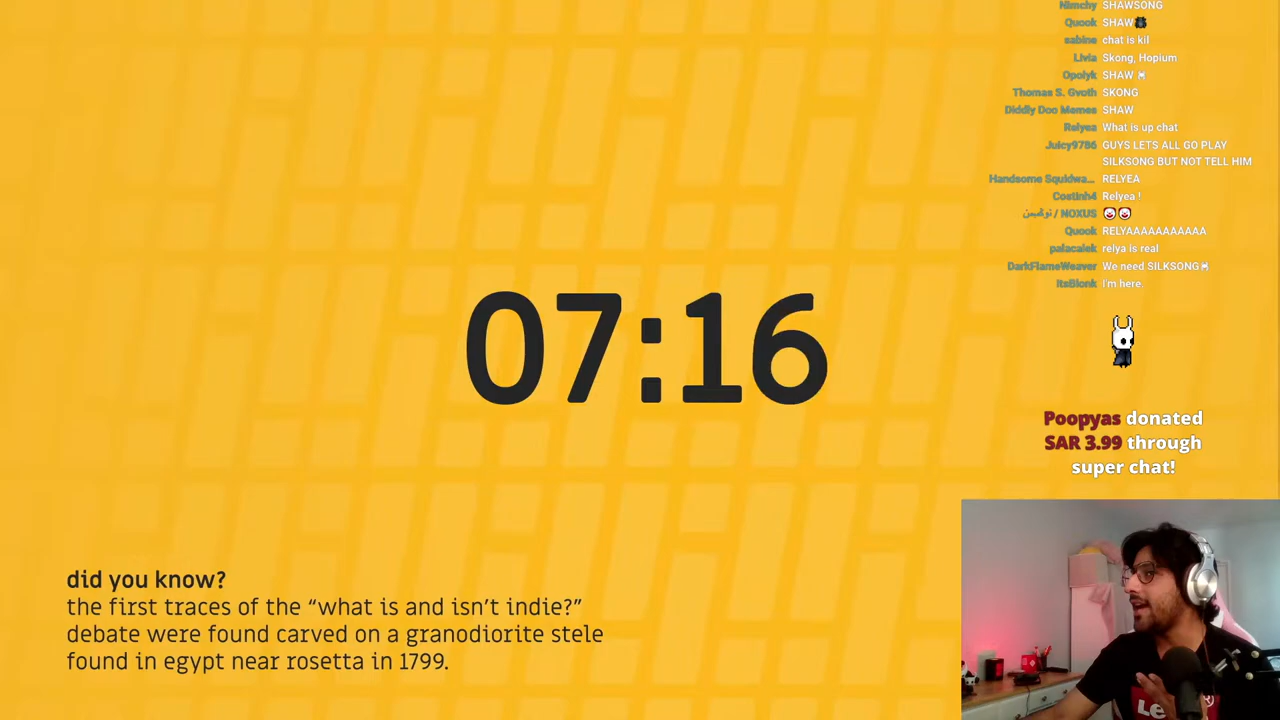 Nimchy SHAWSONG
Quook SHAW
sabine chat is kil
Livia Skong, Hopium
Opolyk SHAW
Thomas S. Gvoth SKONG
Diddly Doo Memes SHAW
Relyea What is up chat
Juicy9786 GUYS LETS ALL GO PLAY
SILKSONG BUT NOT TELL HIM
Handsome Squidwa... RELYEA
Costinh4 Relyea !
/ NOXUS
Quook RELYAAAAAAAAAAA
palacalek relya is real
DarkFlameWeaver We need SILKSONG
ItsBlonk I'm here.
07:16
Poopyas donated
SAR 3.99 through
super chat!
did you know?
the first traces of the “what is and isn’t indie?”
debate were found carved on a granodiorite stele
found in egypt near rosetta in 1799.
Le